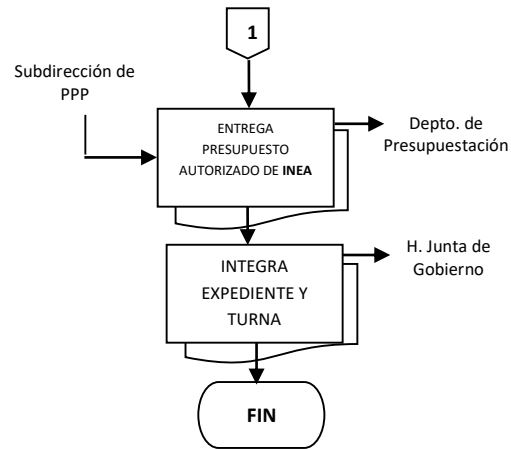 1
Subdirección de
PPP
ENTREGA
PRESUPUESTO
AUTORIZADO DE INEA
Depto. de
Presupuestación
INTEGRA
EXPEDIENTE Y
TURNA
H. Junta de
Gobierno
FIN